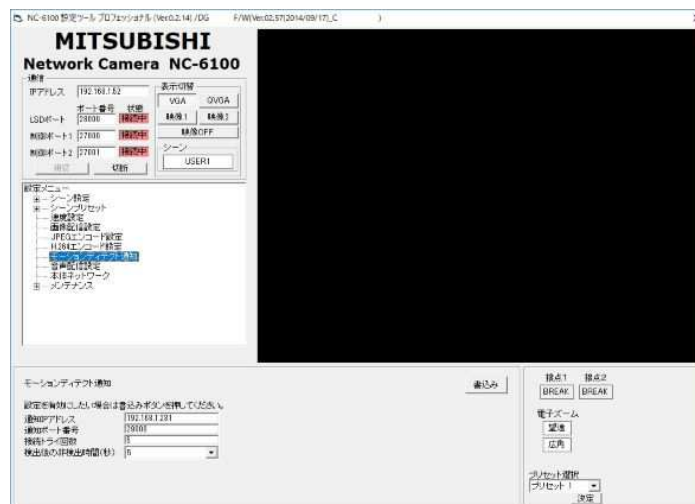 NC-6100 設定ツール プロフェッショナル (Ver.0.2.14) /DG F/W(Ver.02.57(2014/09/17)_C )
MITSUBISHI
Network Camera NC-6100
通信
IPアドレス 192.168.1.52
ポート番号 状態
LSDポート 28000 接続中
制御ポート1 27000 接続中
制御ポート2 27001 接続中
接続 切断
表示切替
VGA QVGA
映像1 映像2
映像OFF
シーン
USER1
設定メニュー
シーン設定
シーンプリセット
速度設定
画像配信設定
JPEGエンコード設定
H.264エンコード設定
モーションディテクト通知
音声配信設定
本体ネットワーク
メンテナンス
モーションディテクト通知
書込み
設定を有効にしたい場合は書込みボタンを押してください。
通知IPアドレス 192.168.1.281
通知ポート番号 29000
接続トライ回数 5
検出後の非検出時間(秒) 5
接点1 接点2
BREAK BREAK
電子ズーム
望遠
広角
プリセット選択
プリセット 1
決定